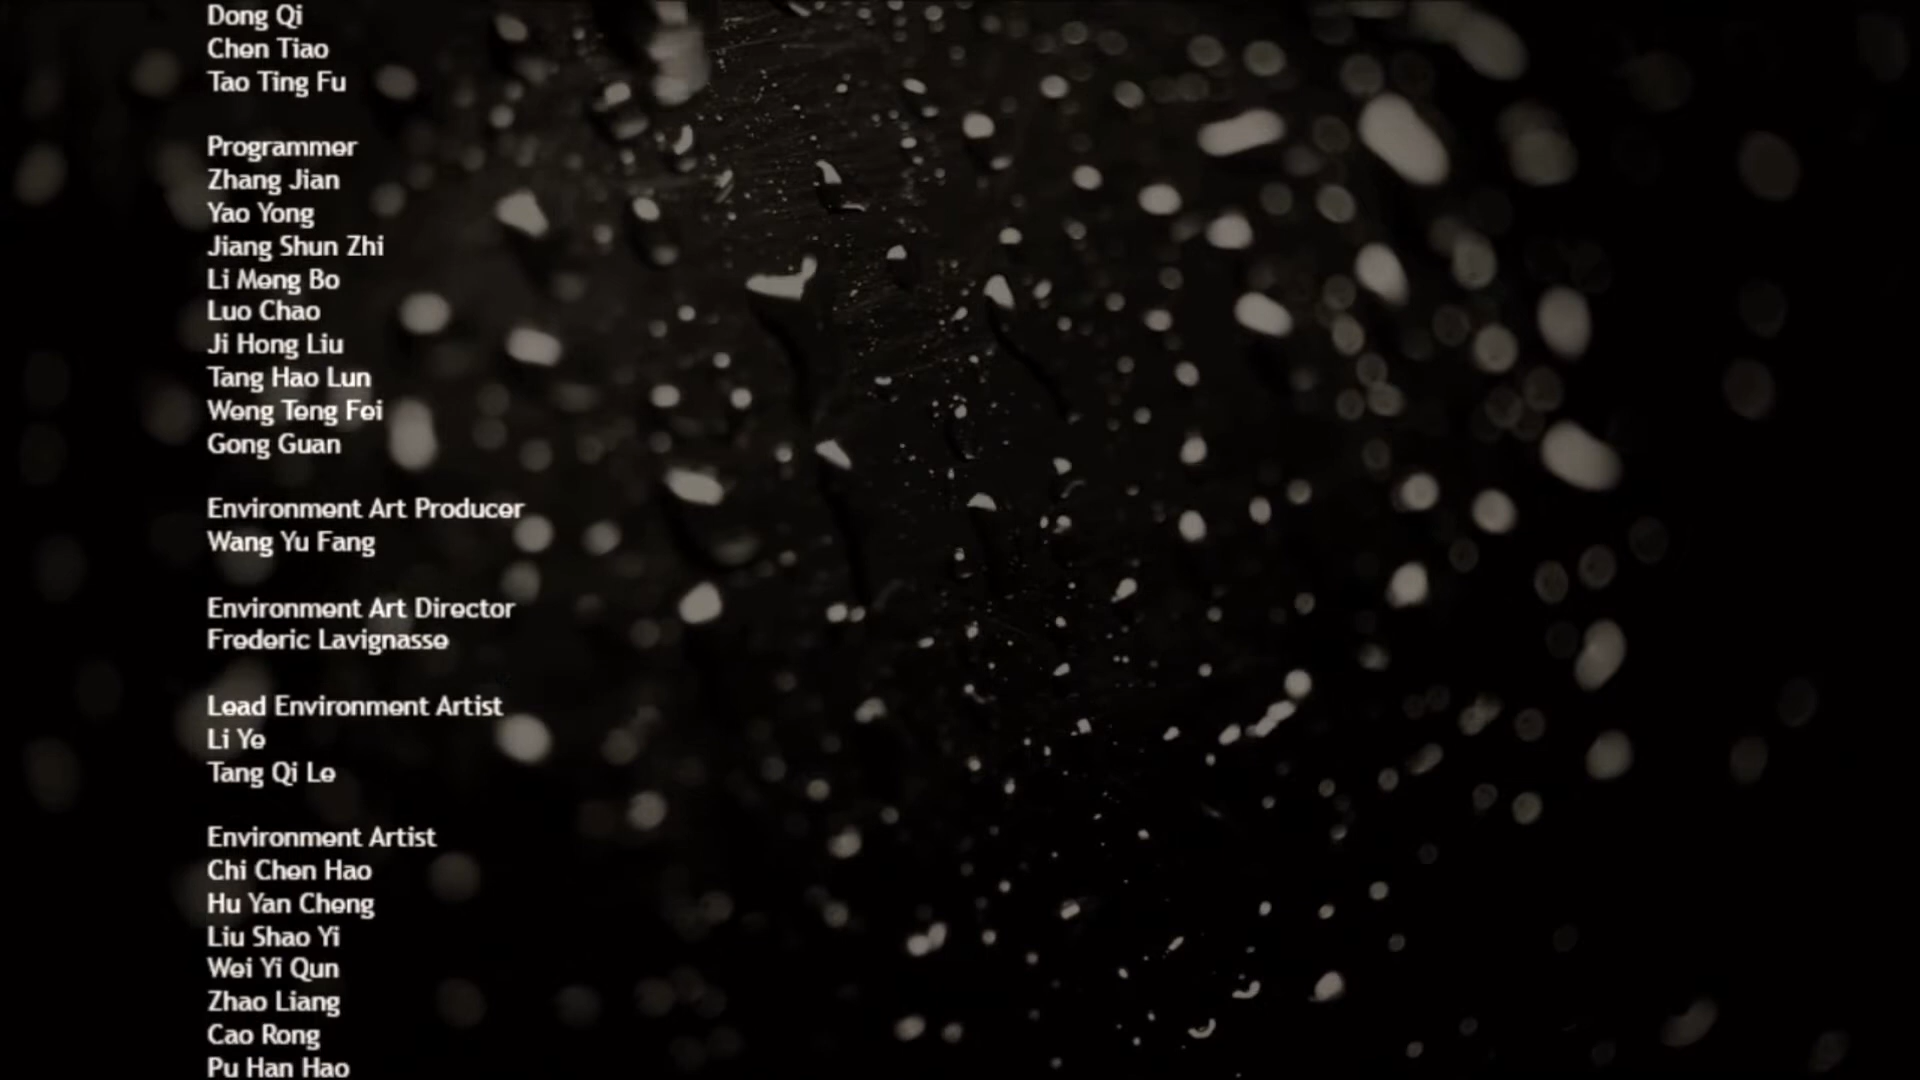 Dong Qi
Chen Tiao
Tao Ting Fu
Programmer
Zhang Jian
Yao Yong
Jiang Shun Zhi
Li Meng Bo
Luo Chao
Ji Hong Liu
Tang Hao Lun
Weng Teng Fei
Gong Guan
Environment Art Producer
Wang Yu Fang
Environment Art Director
Frederic Lavignasse
Lead Environment Artist
Li Ye
Tang Qi Le
Environment Artist
Chi Chen Hao
Hu Yan Cheng
Liu Shao Yi
Wei Yi Qun
Zhao Liang
Cao Rong
Pu Han Hao